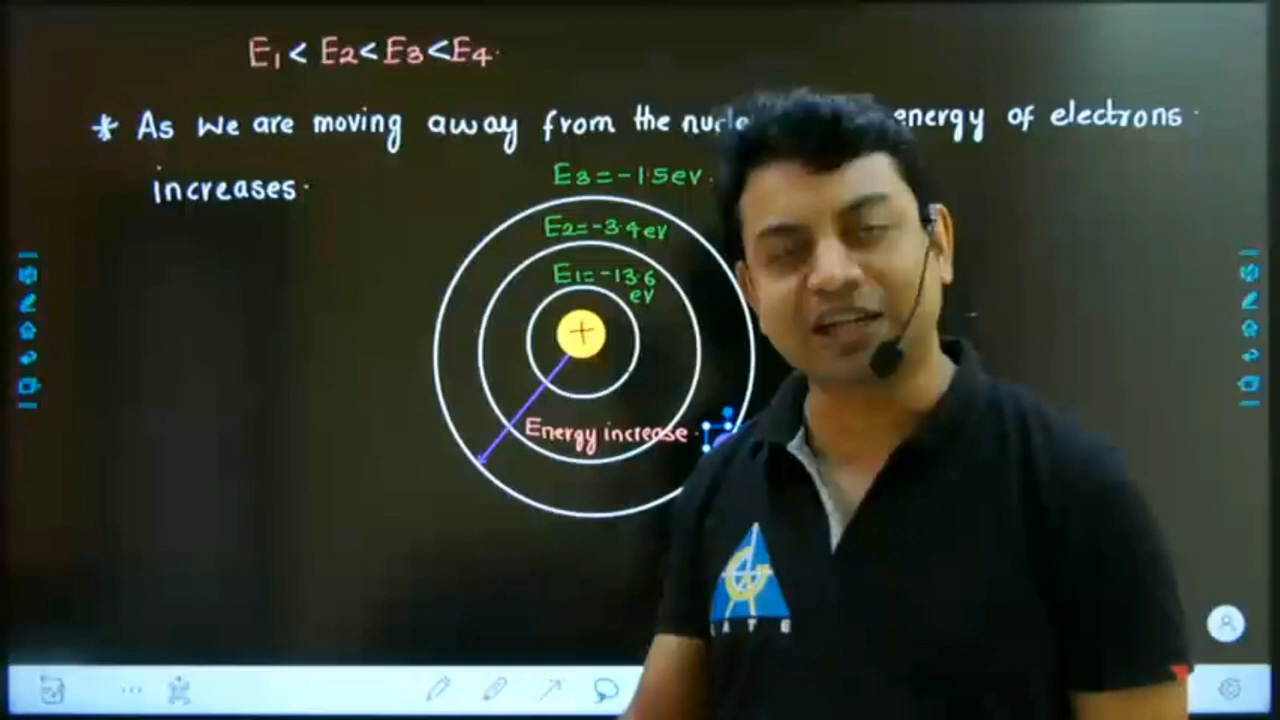 E1 < E2 < E3 < E4.
* As we are moving away from the energy of electrons.
increases.
E3 = -1.5ev.
E2 = -3.4ev
E1 = -13.6
ev
+
Energy increase.